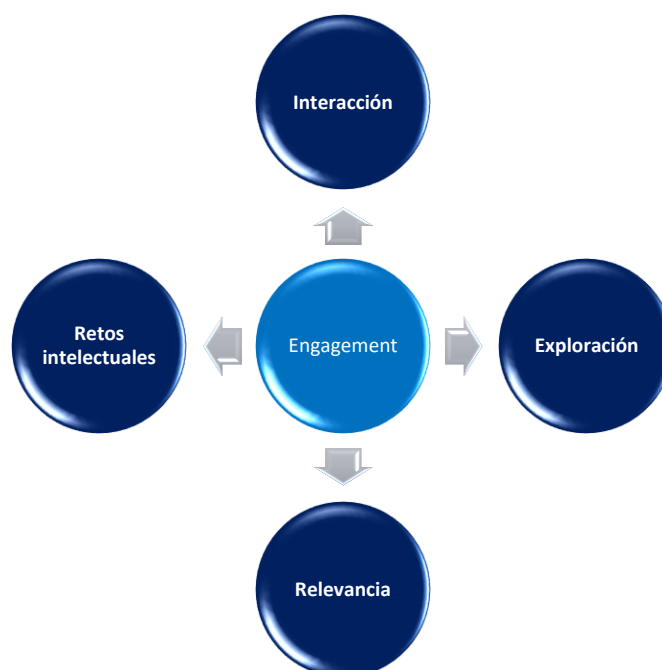 Interacción
Retos
intelectuales
Engagement
Exploración
Relevancia